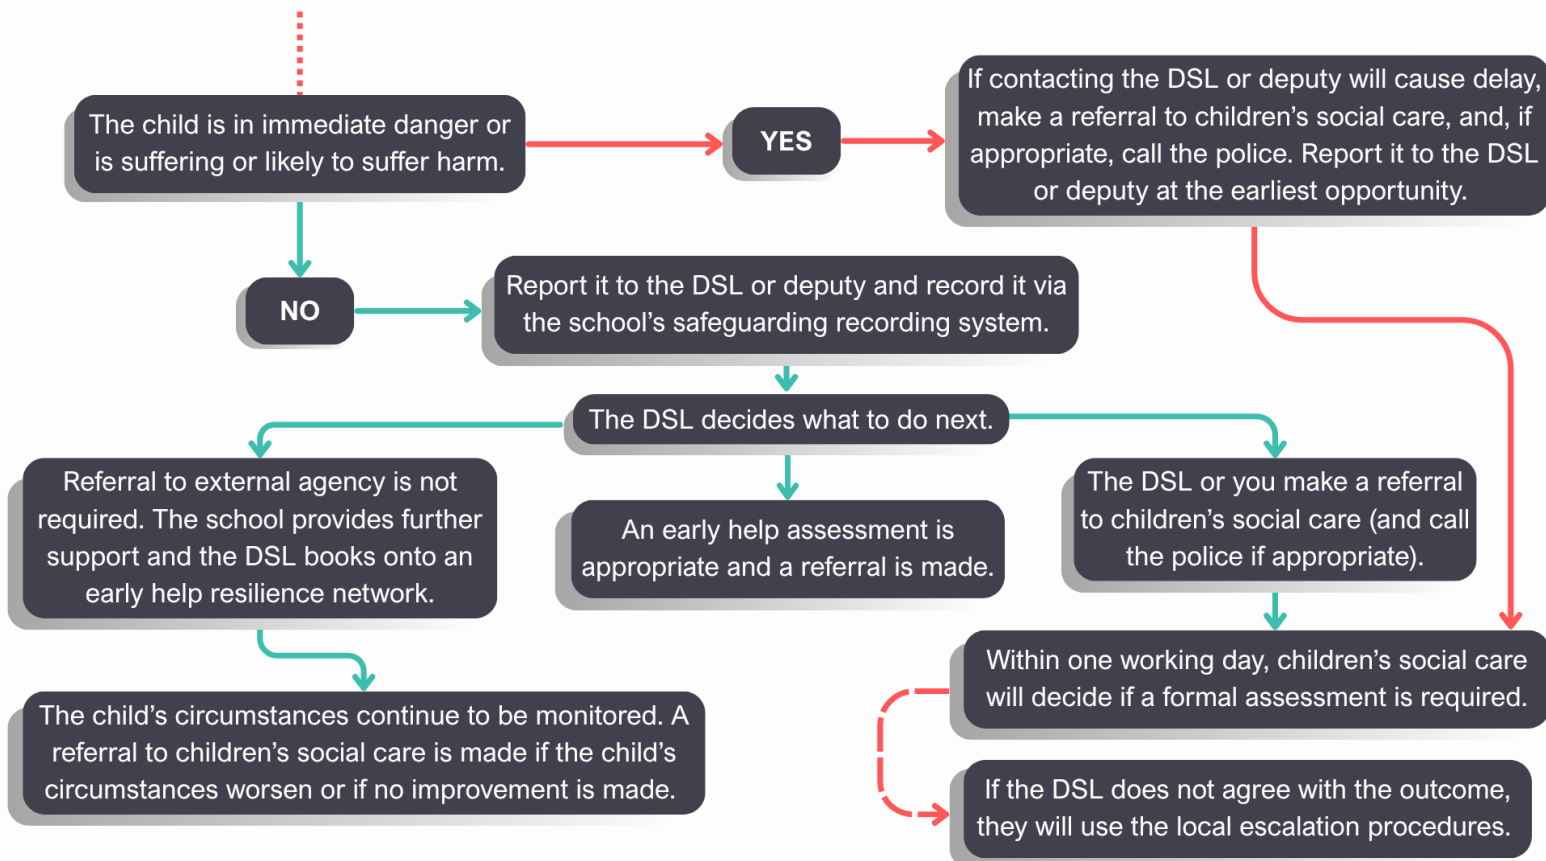 The child is in immediate danger or
is suffering or likely to suffer harm.
YES
If contacting the DSL or deputy will cause delay,
make a referral to children’s social care, and, if
appropriate, call the police. Report it to the DSL
or deputy at the earliest opportunity.
NO
Report it to the DSL or deputy and record it via
the school’s safeguarding recording system.
The DSL decides what to do next.
Referral to external agency is not
required. The school provides further
support and the DSL books onto an
early help resilience network.
An early help assessment is
appropriate and a referral is made.
The DSL or you make a referral
to children’s social care (and call
the police if appropriate).
The child’s circumstances continue to be monitored. A
referral to children’s social care is made if the child’s
circumstances worsen or if no improvement is made.
Within one working day, children’s social care
will decide if a formal assessment is required.
If the DSL does not agree with the outcome,
they will use the local escalation procedures.